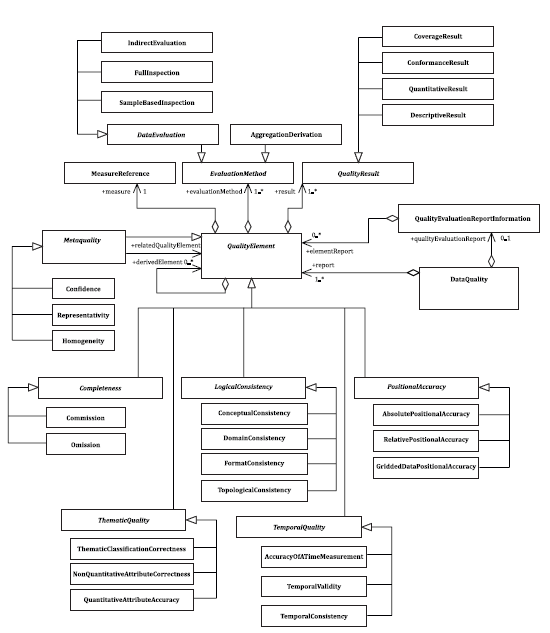 IndirectEvaluation
FullInspection
SampleBasedInspection
DataEvaluation
AggregationDerivation
CoverageResult
ConformanceResult
QuantitativeResult
DescriptiveResult
MeasureReference
EvaluationMethod
QualityResult
+measure 1
+evaluationMethod 1..*
+result 1..*
Metaquality
+relatedQualityElement
+derivedElement 0..*
QualityElement
0..*
+elementReport
+report
1..*
QualityEvaluationReportInformation
+qualityEvaluationReport 0..1
DataQuality
Confidence
Representativity
Homogeneity
Completeness
Commission
Omission
LogicalConsistency
ConceptualConsistency
DomainConsistency
FormatConsistency
TopologicalConsistency
PositionalAccuracy
AbsolutePositionalAccuracy
RelativePositionalAccuracy
GriddedDataPositionalAccuracy
ThematicQuality
ThematicClassificationCorrectness
NonQuantitativeAttributeCorrectness
QuantitativeAttributeAccuracy
TemporalQuality
AccuracyOfATimeMeasurement
TemporalValidity
TemporalConsistency